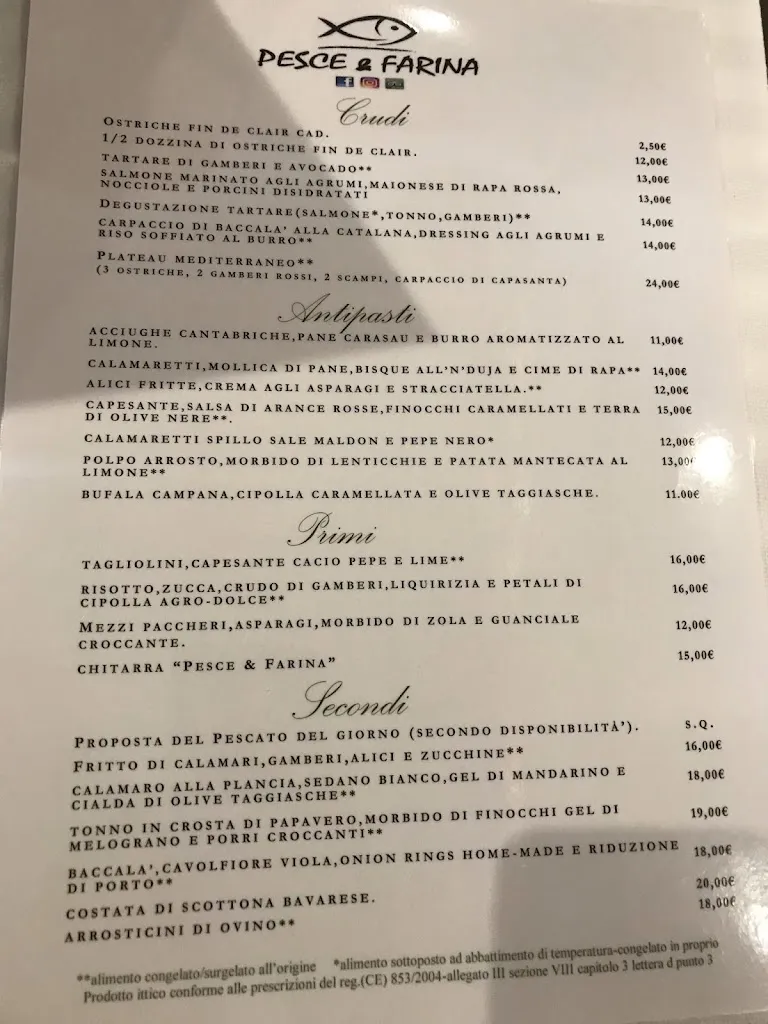 PESCE & FARINA
Crudi
OSTRICHE FIN DE CLAIR CAD. 2,50€
1/2 DOZZINA DI OSTRICHE FIN DE CLAIR. 12,00€
TARTARE DI GAMBERI E AVOCADO** 13,00€
SALMONE MARINATO AGLI AGRUMI,MAIONESE DI RAPA ROSSA,
NOCCIOLE E PORCINI DISIDRATATI 13,00€
DEGUSTAZIONE TARTARE(SALMONE*,TONNO,GAMBERI)** 14,00€
CARPACCIO DI BACCALA' ALLA CATALANA,DRESSING AGLI AGRUMI E
RISO SOFFIATO AL BURRO** 14,00€
PLATEAU MEDITERRANEO**
(3 OSTRICHE, 2 GAMBERI ROSSI, 2 SCAMPI, CARPACCIO DI CAPASANTA) 24,00€
Antipasti
ACCIUGHE CANTABRICHE,PANE CARASAU E BURRO AROMATIZZATO AL 11,00€
LIMONE.
CALAMARETTI,MOLLICA DI PANE,BISQUE ALL'N'DUJA E CIME DI RAPA** 14,00€
ALICI FRITTE,CREMA AGLI ASPARAGI E STRACCIATELLA.** 12,00€
CAPESANTE,SALSA DI ARANCE ROSSE,FINOCCHI CARAMELLATI E TERRA 15,00€
DI OLIVE NERE**.
CALAMARETTI SPILLO SALE MALDON E PEPE NERO* 12,00€
POLPO ARROSTO,MORBIDO DI LENTICCHIE E PATATA MANTECATA AL 13,00€
LIMONE**
BUFALA CAMPANA,CIPOLLA CARAMELLATA E OLIVE TAGGIASCHE. 11.00€
Primi
TAGLIOLINI,CAPESANTE CACIO PEPE E LIME** 16,00€
RISOTTO,ZUCCA,CRUDO DI GAMBERI,LIQUIRIZIA E PETALI DI 16,00€
CIPOLLA AGRO-DOLCE**
MEZZI PACCHERI,ASPARAGI,MORBIDO DI ZOLA E GUANCIALE 12,00€
CROCCANTE.
CHITARRA “PESCE & FARINA” 15,00€
Secondi
PROPOSTA DEL PESCATO DEL GIORNO (SECONDO DISPONIBILITÀ'). S.Q.
FRITTO DI CALAMARI,GAMBERI,ALICI E ZUCCHINE** 16,00€
CALAMARO ALLA PLANCIA,SEDANO BIANCO,GEL DI MANDARINO E 18,00€
CIALDA DI OLIVE TAGGIASCHE**
TONNO IN CROSTA DI PAPAVERO,MORBIDO DI FINOCCHI GEL DI 19,00€
MELOGRANO E PORRI CROCCANTI**
BACCALA',CAVOLFIORE VIOLA,ONION RINGS HOME-MADE E RIDUZIONE 18,00€
DI PORTO**
COSTATA DI SCOTTONA BAVARESE. 20,00€
ARROSTICINI DI OVINO** 18,00€
**alimento congelato/surgelato all'origine *alimento sottoposto ad abbattimento di temperatura-congelato in proprio
Prodotto ittico conforme alle prescrizioni del reg.(CE) 853/2004-allegato III sezione VIII capitolo 3 lettera d punto 3